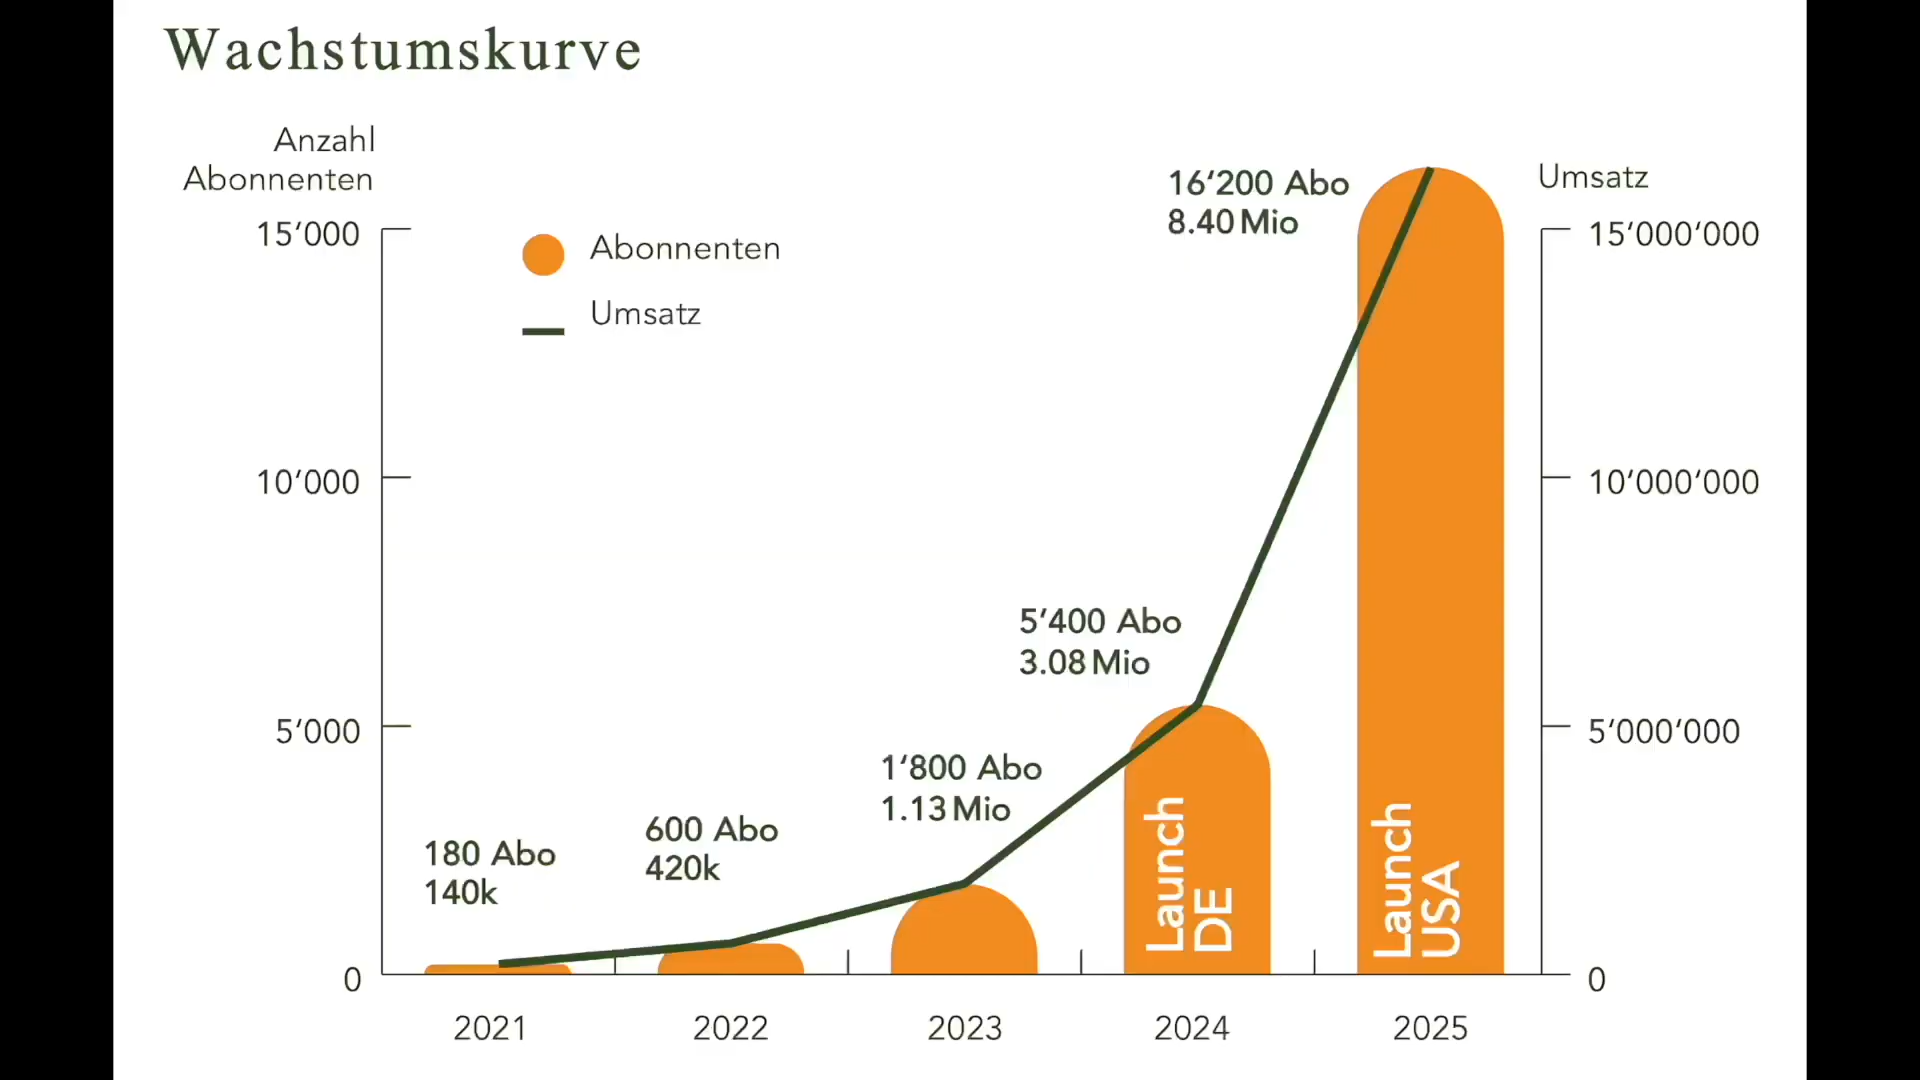 Wachstumskurve
Anzahl
Abonnenten
15‘000
10‘000
5‘000
0
Abonnenten
Umsatz
180 Abo
140k
600 Abo
420k
1‘800 Abo
1.13 Mio
5‘400 Abo
3.08 Mio
16‘200 Abo
8.40 Mio
Launch
DE
Launch
USA
Umsatz
15‘000‘000
10‘000‘000
5‘000‘000
0
2021
2022
2023
2024
2025